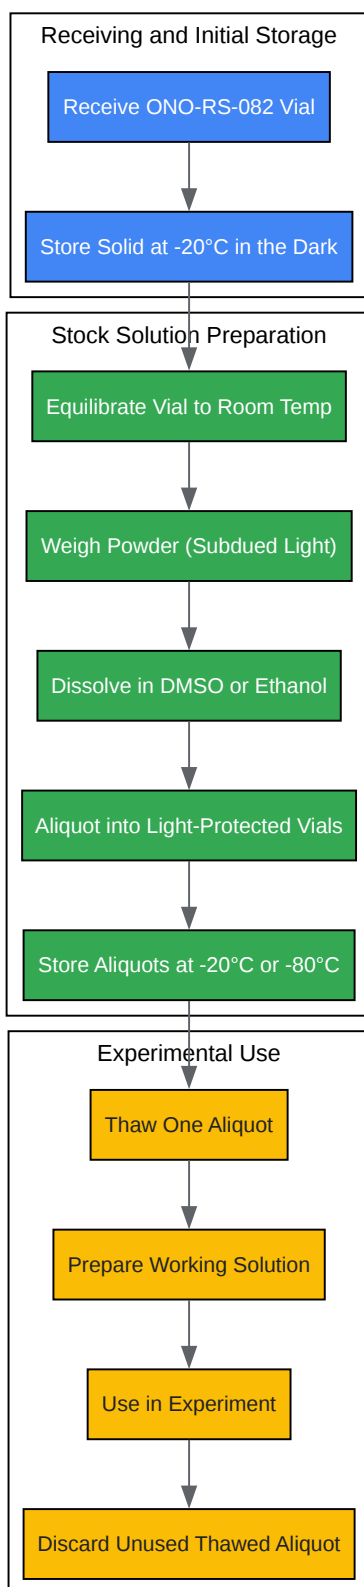 Receiving and Initial Storage
Receive ONO-RS-082 Vial
Store Solid at -20°C in the Dark
Stock Solution Preparation
Equilibrate Vial to Room Temp
Weigh Powder (Subdued Light)
Dissolve in DMSO or Ethanol
Aliquot into Light-Protected Vials
Store Aliquots at -20°C or -80°C
Experimental Use
Thaw One Aliquot
Prepare Working Solution
Use in Experiment
Discard Unused Thawed Aliquot